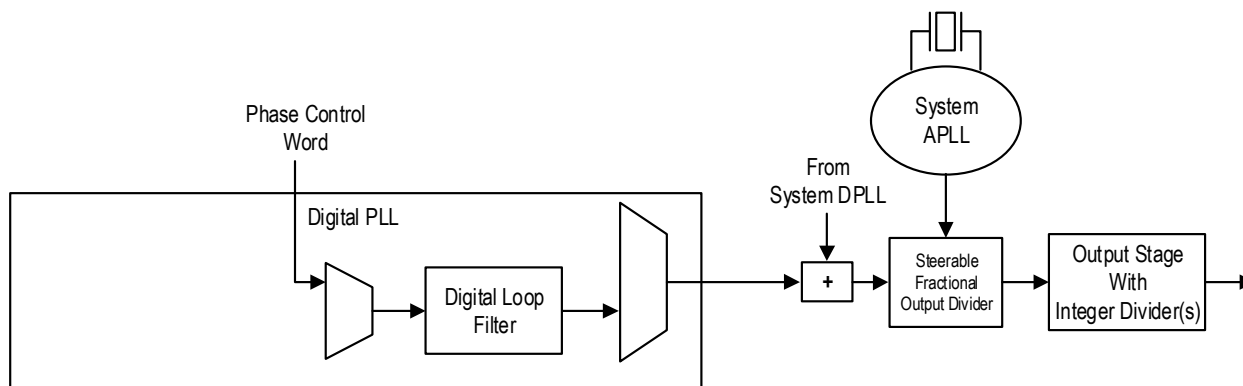 Phase Control
Word
Digital PLL
Digital Loop
Filter
From
System DPLL
+
System
APLL
Steerable
Fractional
Output Divider
Output Stage
With
Integer Divider(s)